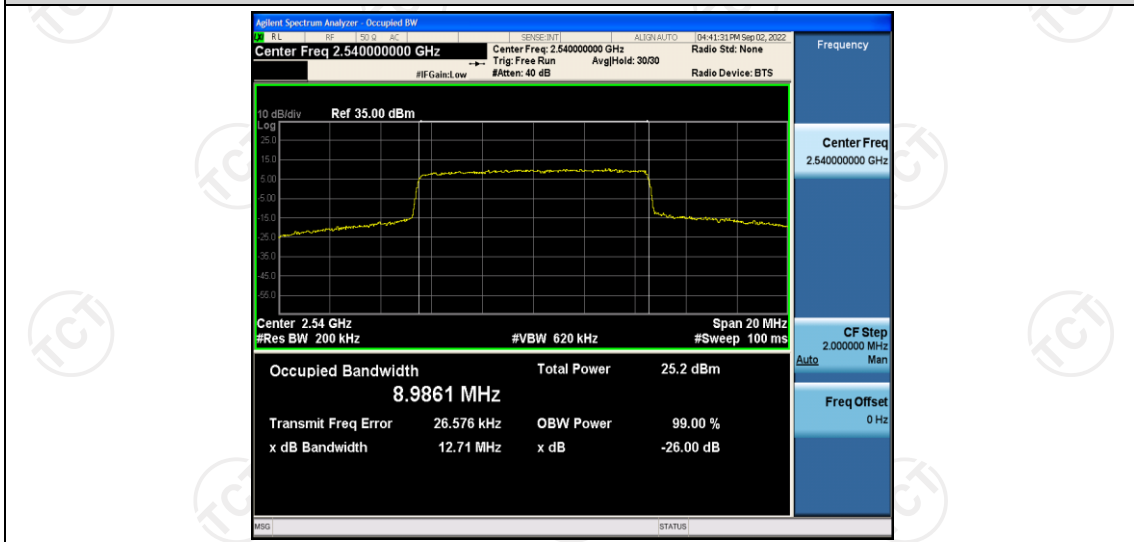 Agilent Spectrum Analyzer - Occupied BW
LXI RL RF 50 Ω AC SENSE:INT ALIGN AUTO 04:41:31 PM Sep 02, 2022
Center Freq 2.540000000 GHz
Center Freq: 2.540000000 GHz
Radio Std: None
Trig: Free Run Avg|Hold: 30/30
#IFGain:Low #Atten: 40 dB
Radio Device: BTS
10 dB/div Ref 35.00 dBm
Log
25.0
15.0
5.00
-5.00
-15.0
-25.0
-35.0
-45.0
-55.0
Center 2.54 GHz Span 20 MHz
#Res BW 200 kHz #VBW 620 kHz #Sweep 100 ms
Occupied Bandwidth Total Power 25.2 dBm
8.9861 MHz
Transmit Freq Error 26.576 kHz OBW Power 99.00 %
x dB Bandwidth 12.71 MHz x dB -26.00 dB
MSG STATUS
Frequency
Center Freq
2.540000000 GHz
CF Step
2.000000 MHz
Auto Man
Freq Offset
0 Hz
TCT
TCT
TCT
TCT
TCT
TCT